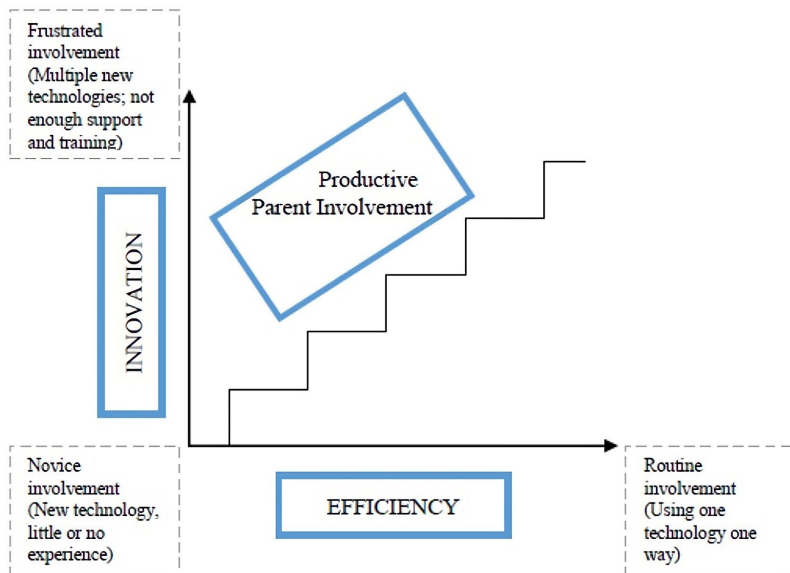 Frustrated
involvement
(Multiple new
technologies; not
enough support
and training)
Productive
Parent Involvement
INNOVATION
Novice
involvement
(New technology,
little or no
experience)
EFFICIENCY
Routine
involvement
(Using one
technology one
way)